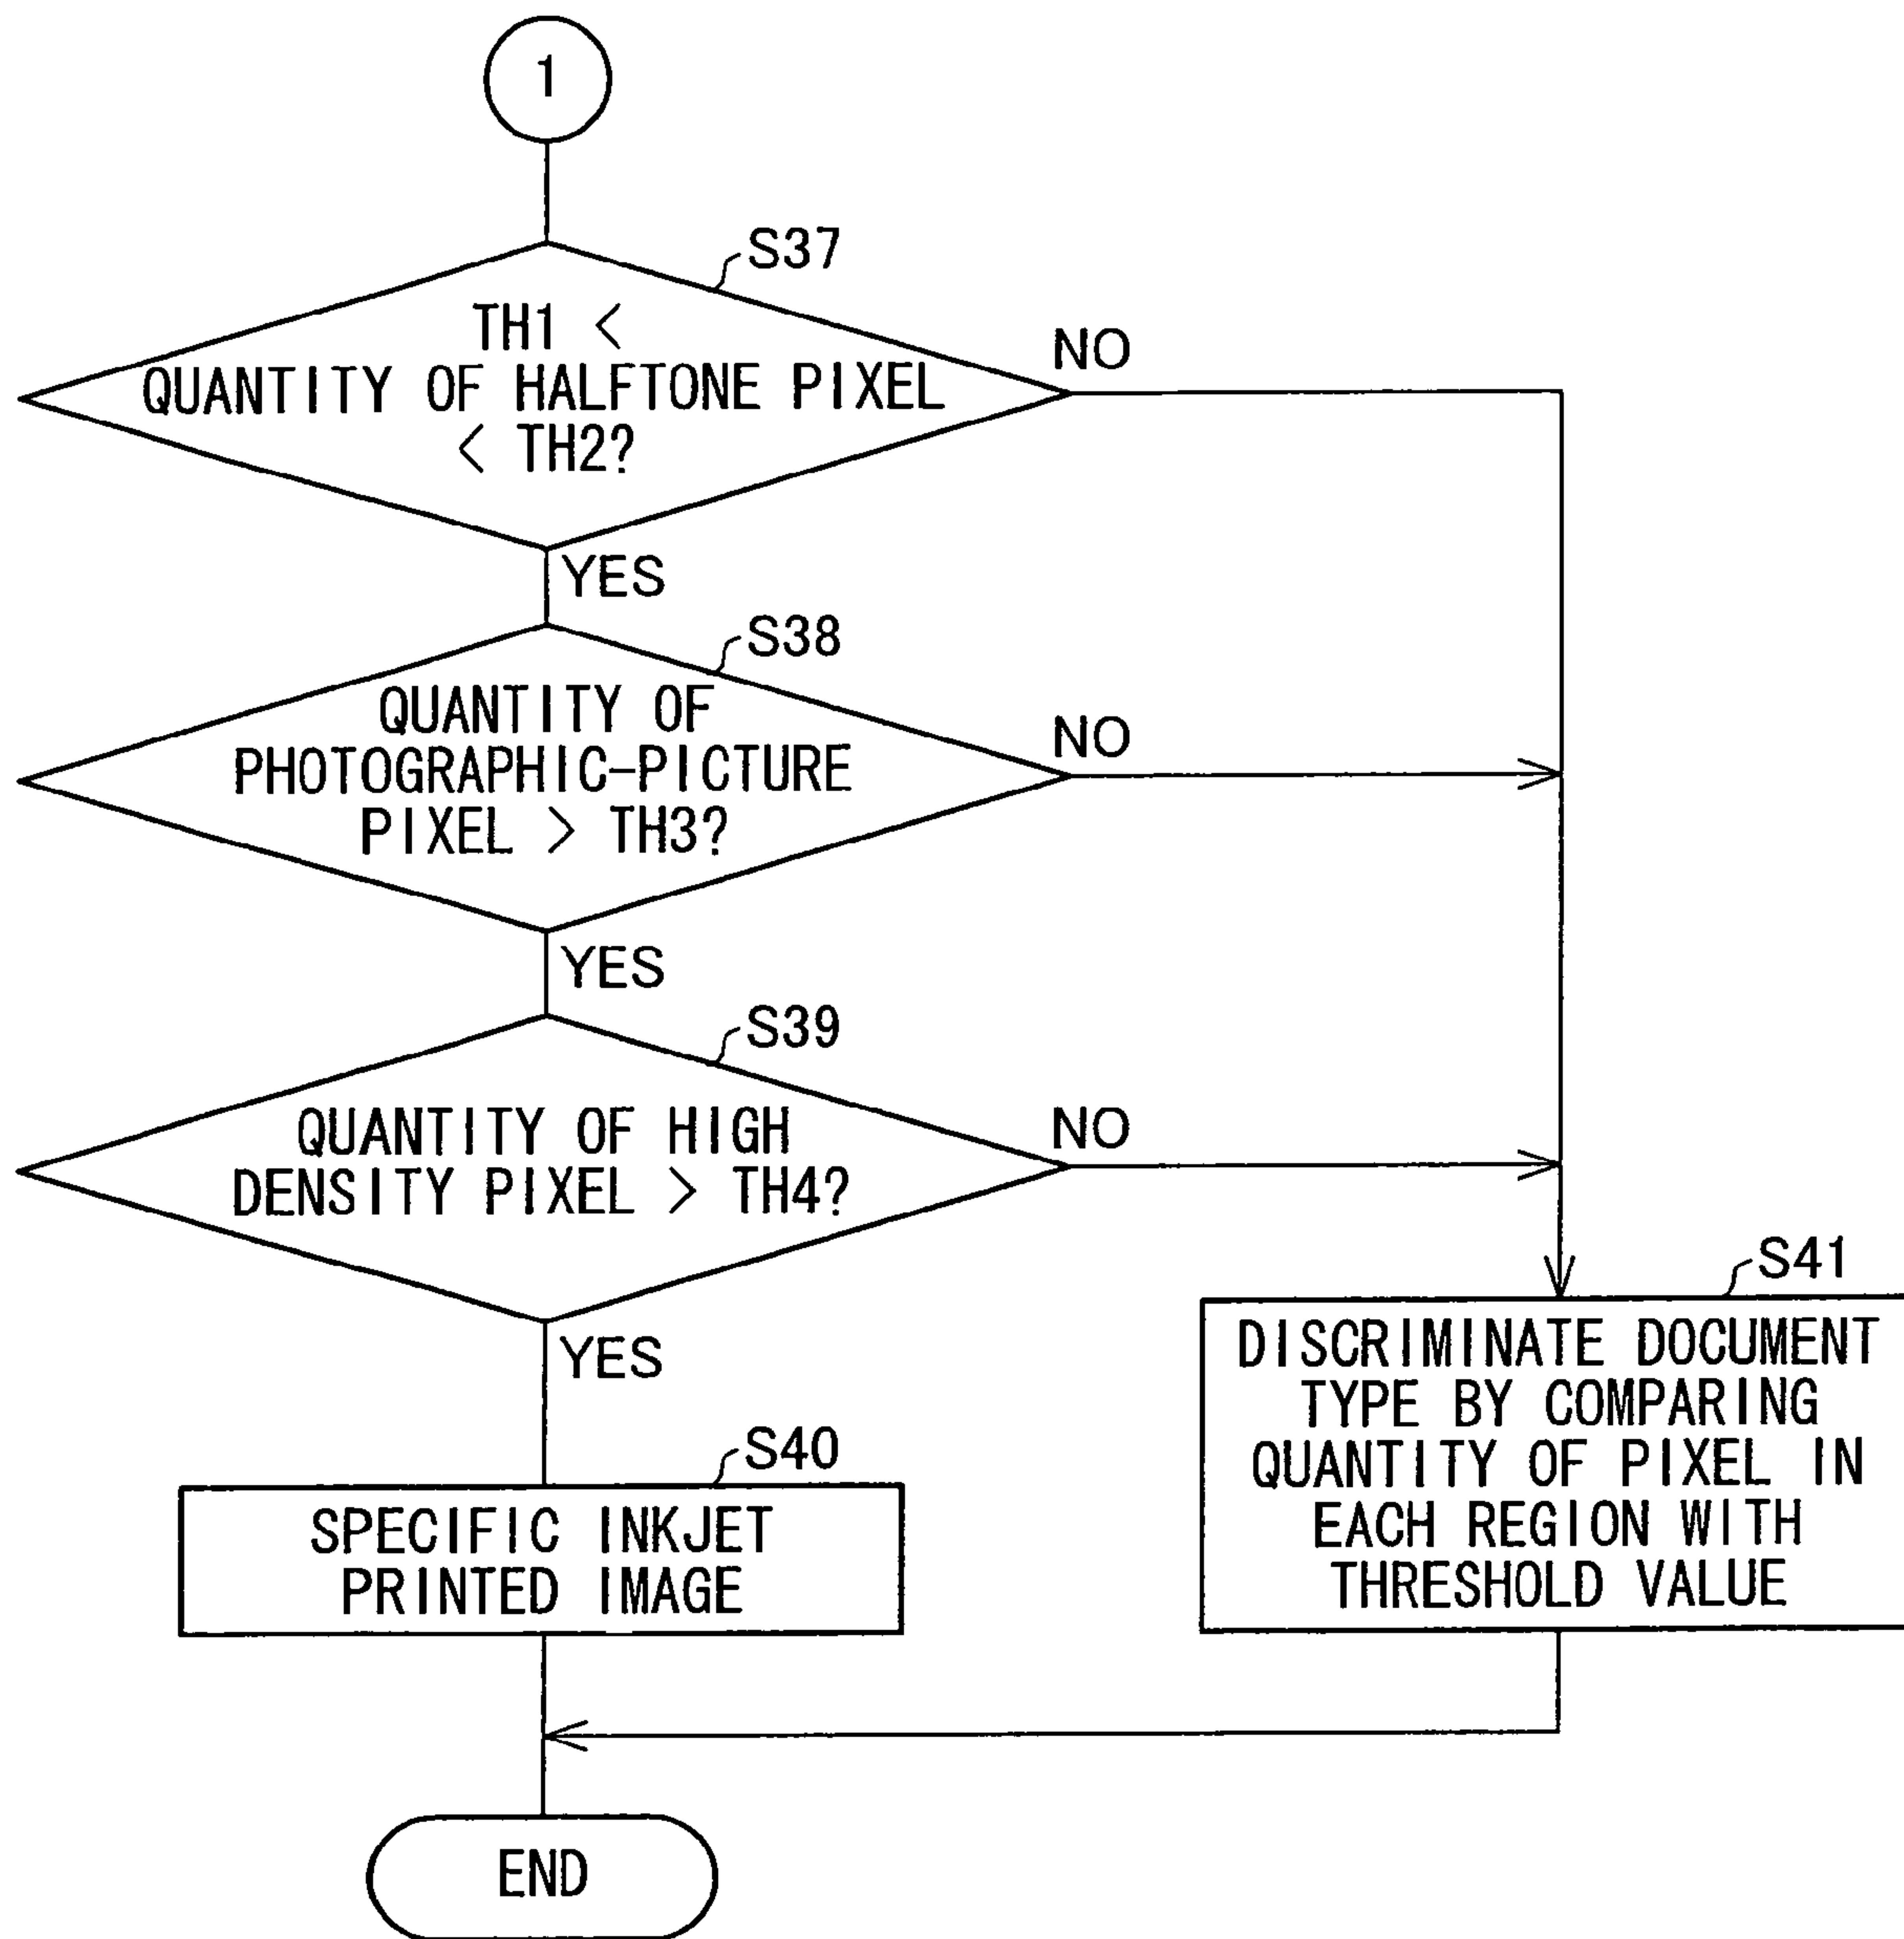 1
S37
TH1 <
QUANTITY OF HALFTONE PIXEL
< TH2?
NO
YES
S38
QUANTITY OF
PHOTOGRAPHIC-PICTURE
PIXEL > TH3?
NO
YES
S39
QUANTITY OF HIGH
DENSITY PIXEL > TH4?
NO
YES
S40
SPECIFIC INKJET
PRINTED IMAGE
S41
DISCRIMINATE DOCUMENT
TYPE BY COMPARING
QUANTITY OF PIXEL IN
EACH REGION WITH
THRESHOLD VALUE
END